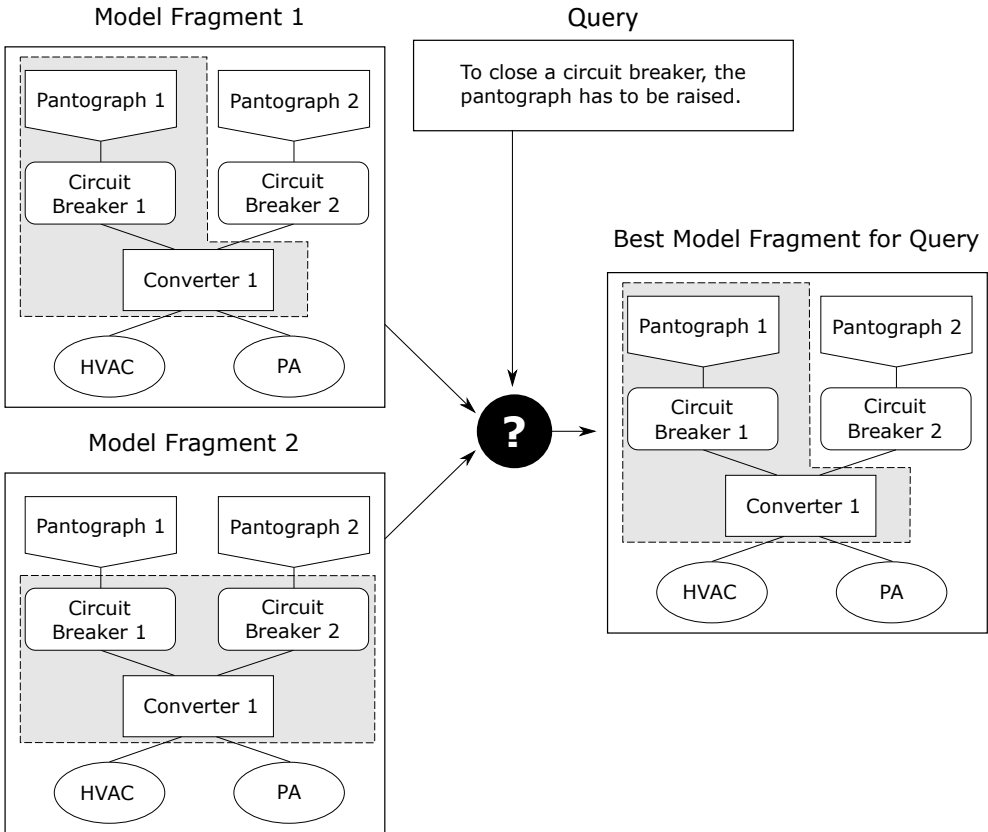 Model Fragment 1
Pantograph 1
Pantograph 2
Circuit
Breaker 1
Circuit
Breaker 2
Converter 1
HVAC
PA
Query
To close a circuit breaker, the
pantograph has to be raised.
Model Fragment 2
Pantograph 1
Pantograph 2
Circuit
Breaker 1
Circuit
Breaker 2
Converter 1
HVAC
PA
?
Best Model Fragment for Query
Pantograph 1
Pantograph 2
Circuit
Breaker 1
Circuit
Breaker 2
Converter 1
HVAC
PA